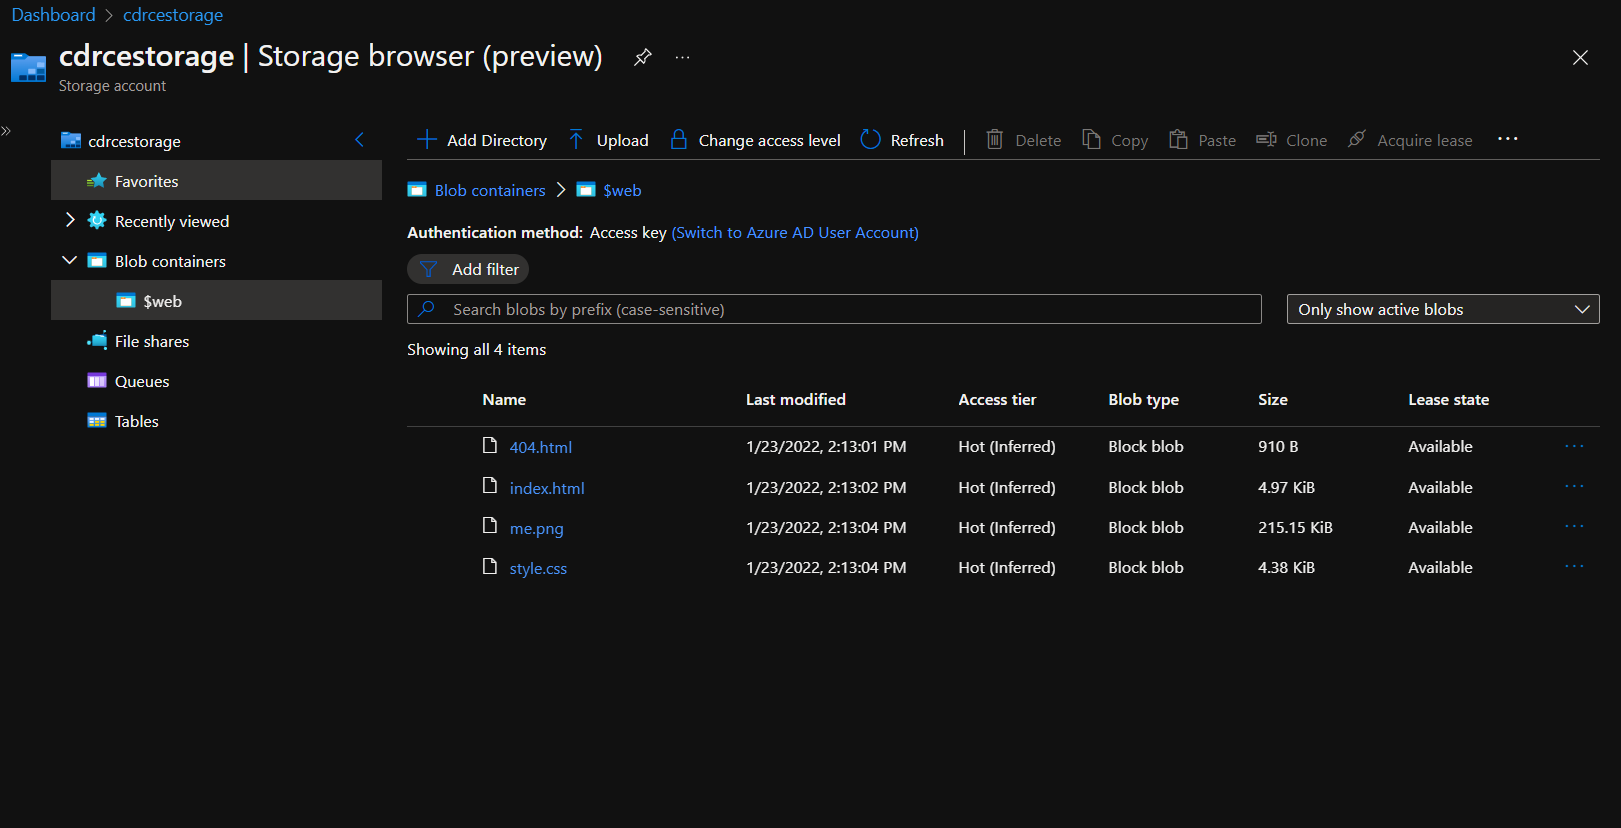 Dashboard > cdrcestorage
cdrcestorage | Storage browser (preview) ...
Storage account
cdrcestorage
Favorites
Recently viewed
Blob containers
$web
File shares
Queues
Tables
Add Directory Upload Change access level Refresh | Delete Copy Paste Clone Acquire lease ...
Blob containers > $web
Authentication method: Access key (Switch to Azure AD User Account)
Add filter
Search blobs by prefix (case-sensitive) Only show active blobs
Showing all 4 items
Name Last modified Access tier Blob type Size Lease state
404.html 1/23/2022, 2:13:01 PM Hot (Inferred) Block blob 910 B Available ...
index.html 1/23/2022, 2:13:02 PM Hot (Inferred) Block blob 4.97 KiB Available ...
me.png 1/23/2022, 2:13:04 PM Hot (Inferred) Block blob 215.15 KiB Available ...
style.css 1/23/2022, 2:13:04 PM Hot (Inferred) Block blob 4.38 KiB Available ...